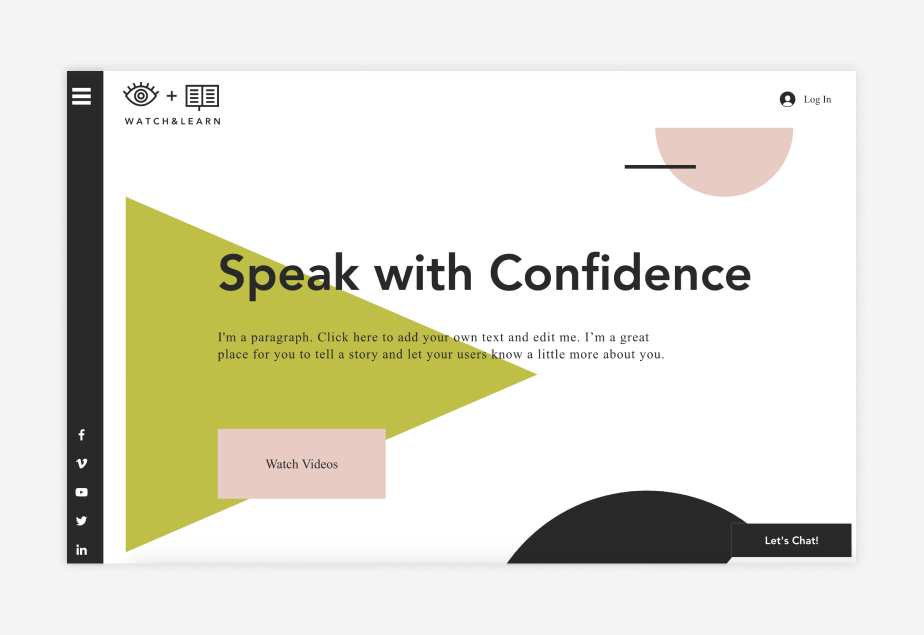 WATCH&LEARN
Log In
Speak with Confidence
I'm a paragraph. Click here to add your own text and edit me. I’m a great
place for you to tell a story and let your users know a little more about you.
Watch Videos
Let's Chat!